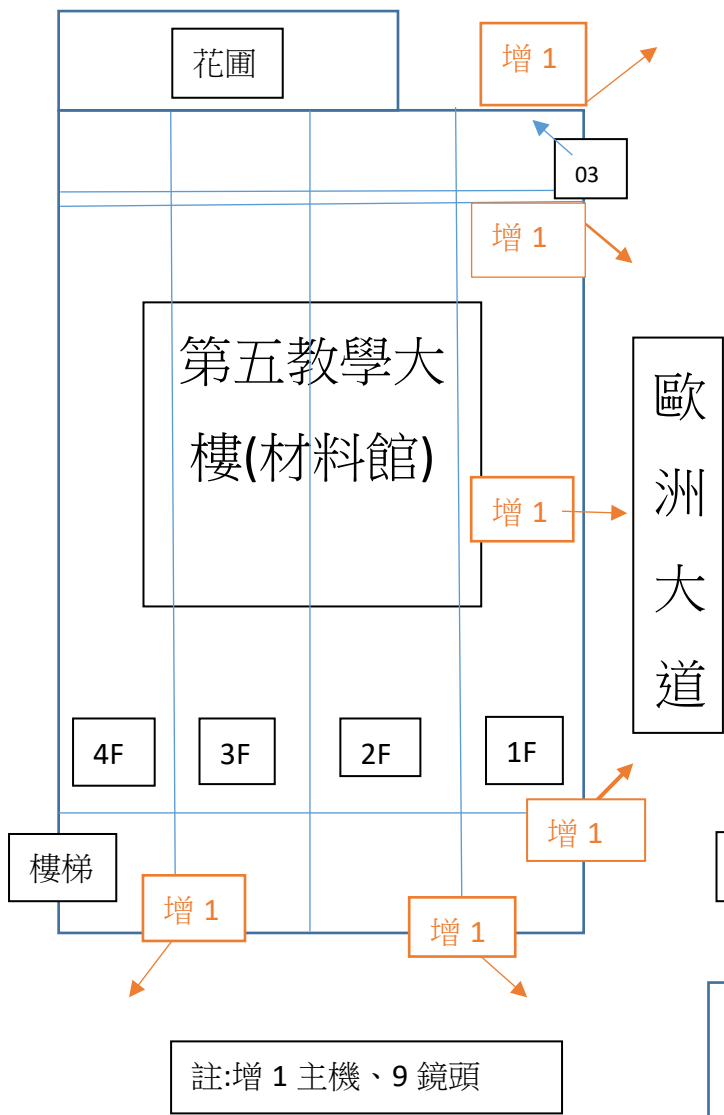 花圃
增 1
03
增 1
第五教學大
樓(材料館)
歐
洲
大
道
增 1
4F
3F
2F
1F
增 1
樓梯
增 1
增 1
註:增 1 主機、9 鏡頭